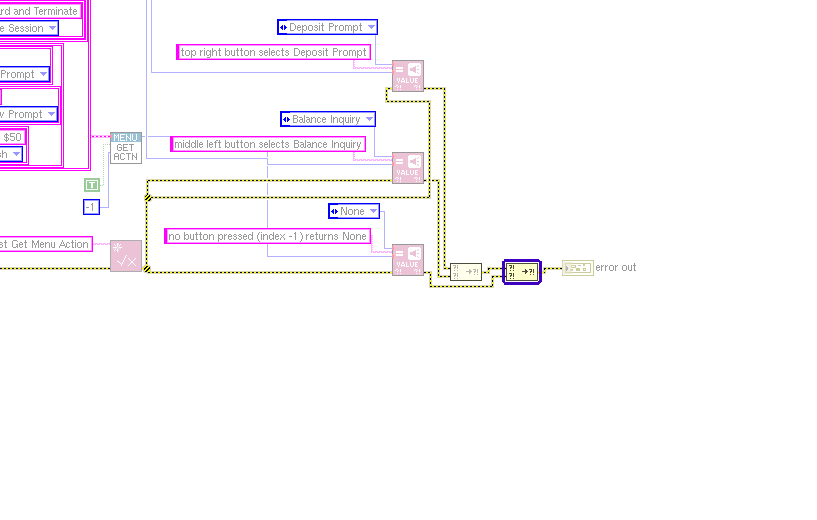 rd and Terminate
e Session
Deposit Prompt
top right button selects Deposit Prompt
=
VALUE
?! ?!
Prompt
Balance Inquiry
v Prompt
$50
MENU
GET
ACTN
middle left button selects Balance Inquiry
=
VALUE
?! ?!
sh
T
-1
None
no button pressed (index -1) returns None
st Get Menu Action
*
√x
=
VALUE
?! ?!
?!
?!
→?!
?!
?!
→?!
?!
error out